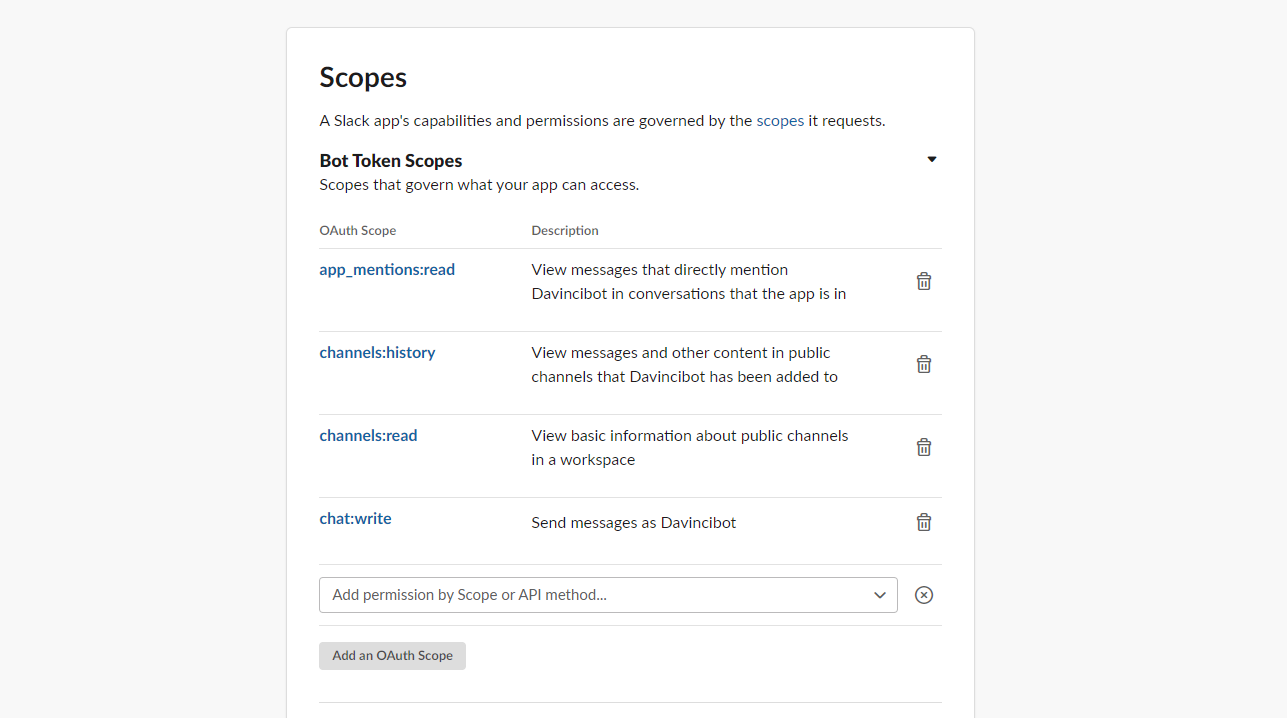 Scopes
A Slack app's capabilities and permissions are governed by the scopes it requests.
Bot Token Scopes
Scopes that govern what your app can access.
OAuth Scope Description
app_mentions:read View messages that directly mention
Davincibot in conversations that the app is in
channels:history View messages and other content in public
channels that Davincibot has been added to
channels:read View basic information about public channels
in a workspace
chat:write Send messages as Davincibot
Add permission by Scope or API method...
Add an OAuth Scope